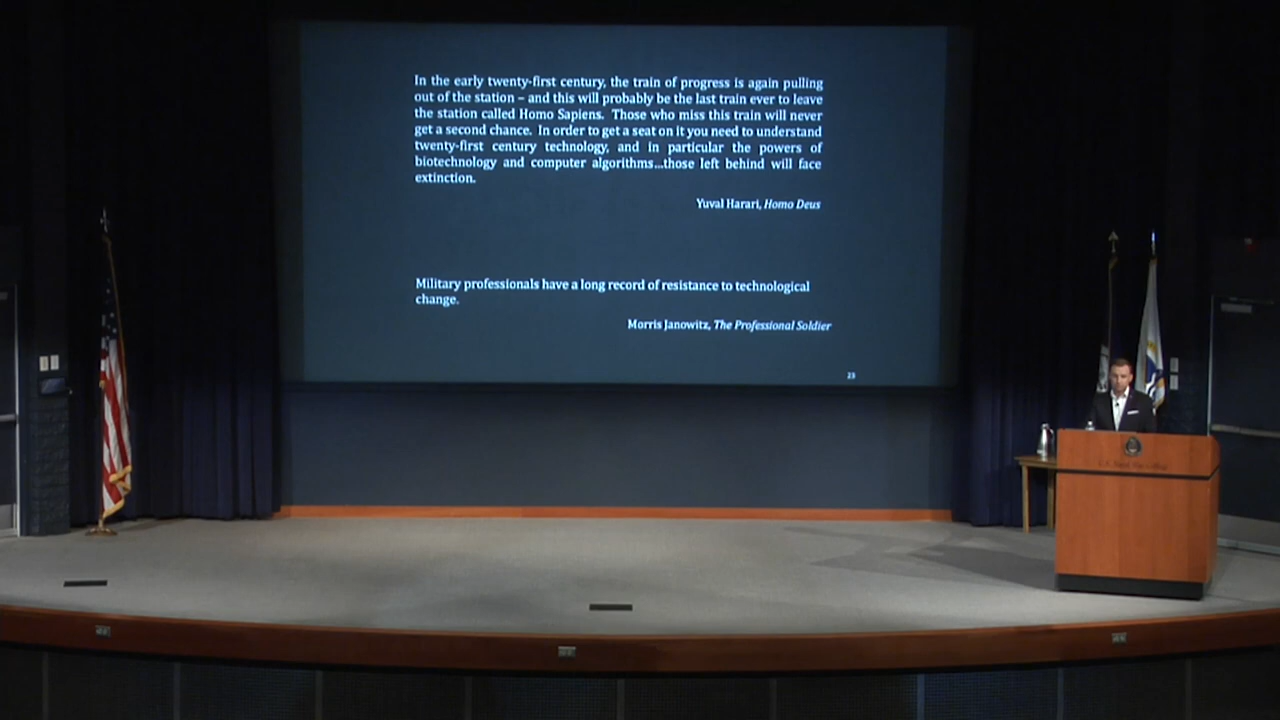 In the early twenty-first century, the train of progress is again pulling
out of the station – and this will probably be the last train ever to leave
the station called Homo Sapiens. Those who miss this train will never
get a second chance. In order to get a seat on it you need to understand
twenty-first century technology, and in particular the powers of
biotechnology and computer algorithms...those left behind will face
extinction.
Yuval Harari, Homo Deus
Military professionals have a long record of resistance to technological
change.
Morris Janowitz, The Professional Soldier
23